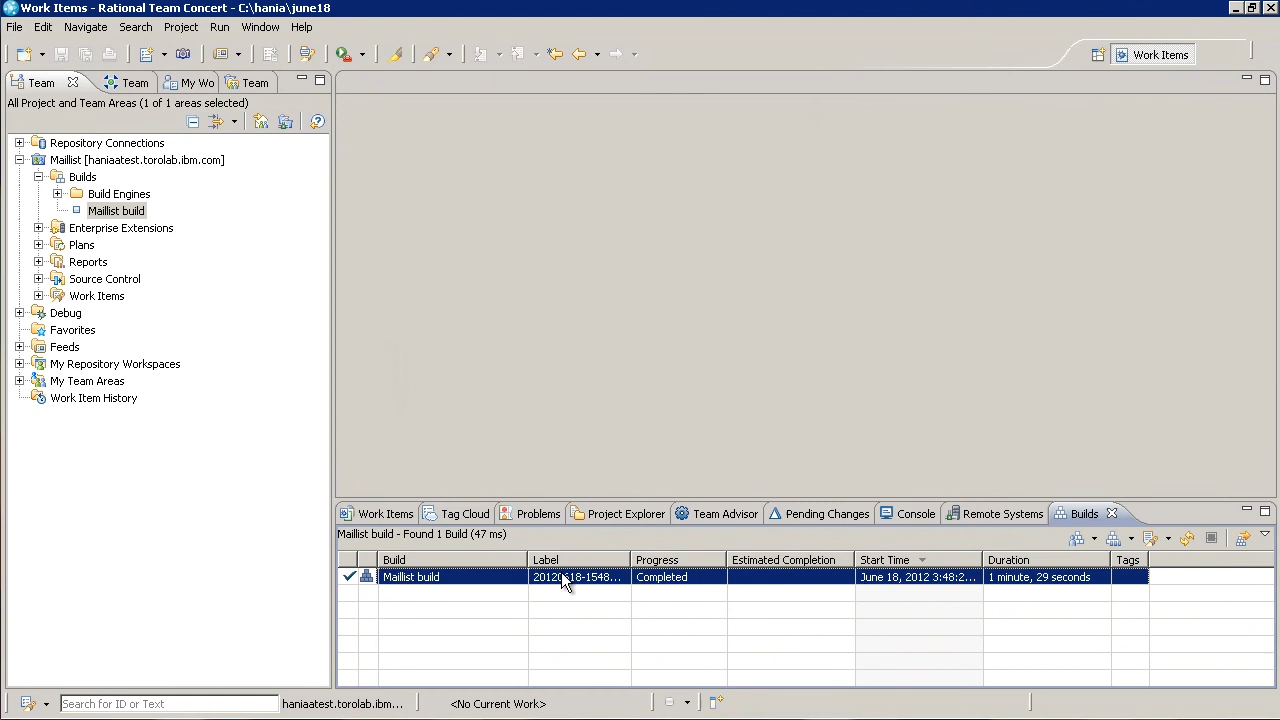 Work Items - Rational Team Concert - C:\hania\june18
File Edit Navigate Search Project Run Window Help
Work Items
Team Team My Wo Team
All Project and Team Areas (1 of 1 areas selected)
Repository Connections
Maillist [haniaatest.torolab.ibm.com]
Builds
Build Engines
Maillist build
Enterprise Extensions
Plans
Reports
Source Control
Work Items
Debug
Favorites
Feeds
My Repository Workspaces
My Team Areas
Work Item History
Work Items Tag Cloud Problems Project Explorer Team Advisor Pending Changes Console Remote Systems Builds
Maillist build - Found 1 Build (47 ms)
Build Label Progress Estimated Completion Start Time Duration Tags
Maillist build 20120618-1548... Completed June 18, 2012 3:48:2... 1 minute, 29 seconds
Search for ID or Text haniaatest.torolab.ibm... <No Current Work>